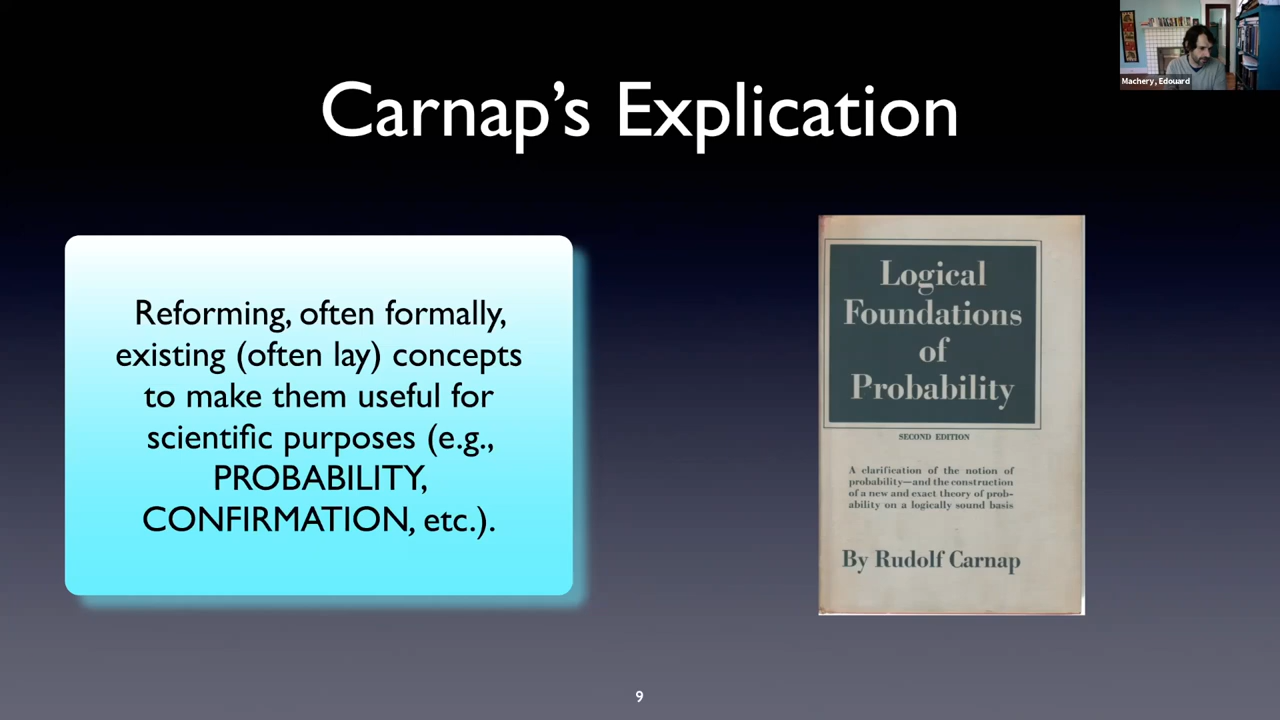 Machery, Edouard
Carnap's Explication
Reforming, often formally,
existing (often lay) concepts
to make them useful for
scientific purposes (e.g.,
PROBABILITY,
CONFIRMATION, etc.).
Logical
Foundations
of
Probability
SECOND EDITION
A clarification of the notion of
probability—and the construction
of a new and exact theory of prob-
ability on a logically sound basis
By Rudolf Carnap
9